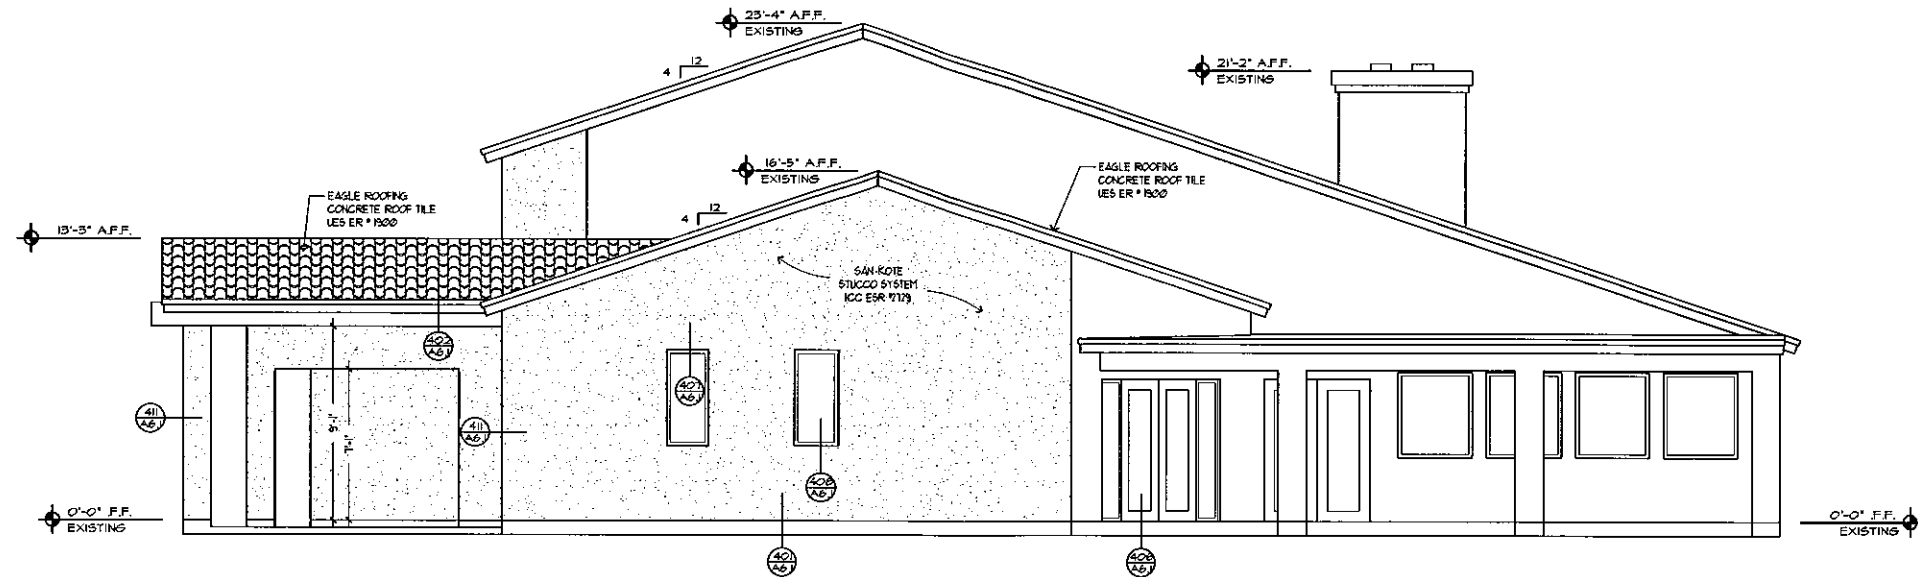 23'-4" A.F.F.
EXISTING
12
4
21'-2" A.F.F.
EXISTING
16'-5" A.F.F.
EXISTING
EAGLE ROOFING
CONCRETE ROOF TILE
UES ER # 1900
EAGLE ROOFING
CONCRETE ROOF TILE
UES ER # 1900
12
4
13'-3" A.F.F.
SAN-KOTE
STUCCO SYSTEM
ICC ESR #1729
402
A6.1
407
A6.1
411
A6.1
9'-1"
7'-1"
411
A6.1
408
A6.1
0'-0" F.F.
EXISTING
0'-0" F.F.
EXISTING
401
A6.1
406
A6.1